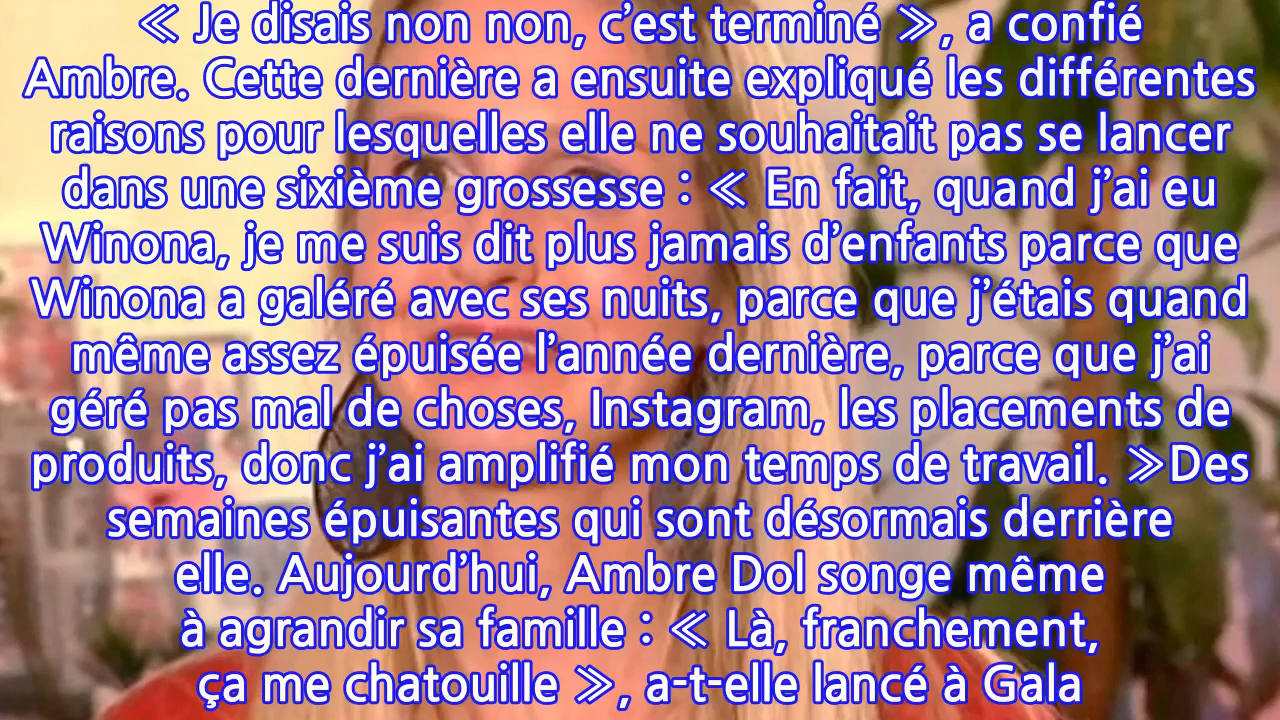 ≪ Je disais non non, c’est terminé ≫, a confié
Ambre. Cette dernière a ensuite expliqué les différentes
raisons pour lesquelles elle ne souhaitait pas se lancer
dans une sixième grossesse : ≪ En fait, quand j’ai eu
Winona, je me suis dit plus jamais d’enfants parce que
Winona a galéré avec ses nuits, parce que j’étais quand
même assez épuisée l’année dernière, parce que j’ai
géré pas mal de choses, Instagram, les placements de
produits, donc j’ai amplifié mon temps de travail. ≫Des
semaines épuisantes qui sont désormais derrière
elle. Aujourd’hui, Ambre Dol songe même
à agrandir sa famille : ≪ Là, franchement,
ça me chatouille ≫, a-t-elle lancé à Gala